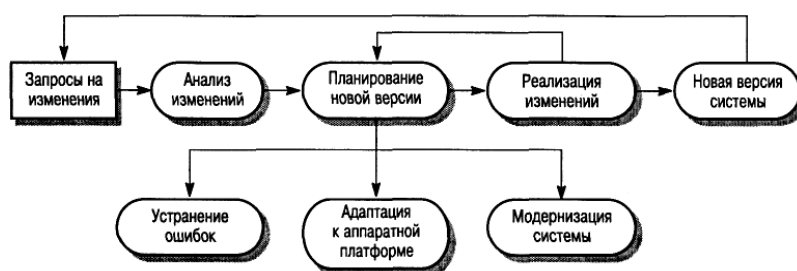 Запросы на
изменения
Анализ
изменений
Планирование
новой версии
Реализация
изменений
Новая версия
системы
Устранение
ошибок
Адаптация
к аппаратной
платформе
Модернизация
системы